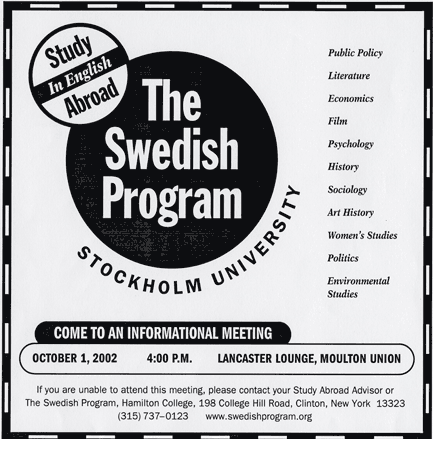 Study
In English
Abroad
The
Swedish
Program
STOCKHOLM UNIVERSITY
Public Policy
Literature
Economics
Film
Psychology
History
Sociology
Art History
Women's Studies
Politics
Environmental
Studies
COME TO AN INFORMATIONAL MEETING
OCTOBER 1, 2002 4:00 P.M. LANCASTER LOUNGE, MOULTON UNION
If you are unable to attend this meeting, please contact your Study Abroad Advisor or
The Swedish Program, Hamilton College, 198 College Hill Road, Clinton, New York 13323
(315) 737–0123 www.swedishprogram.org